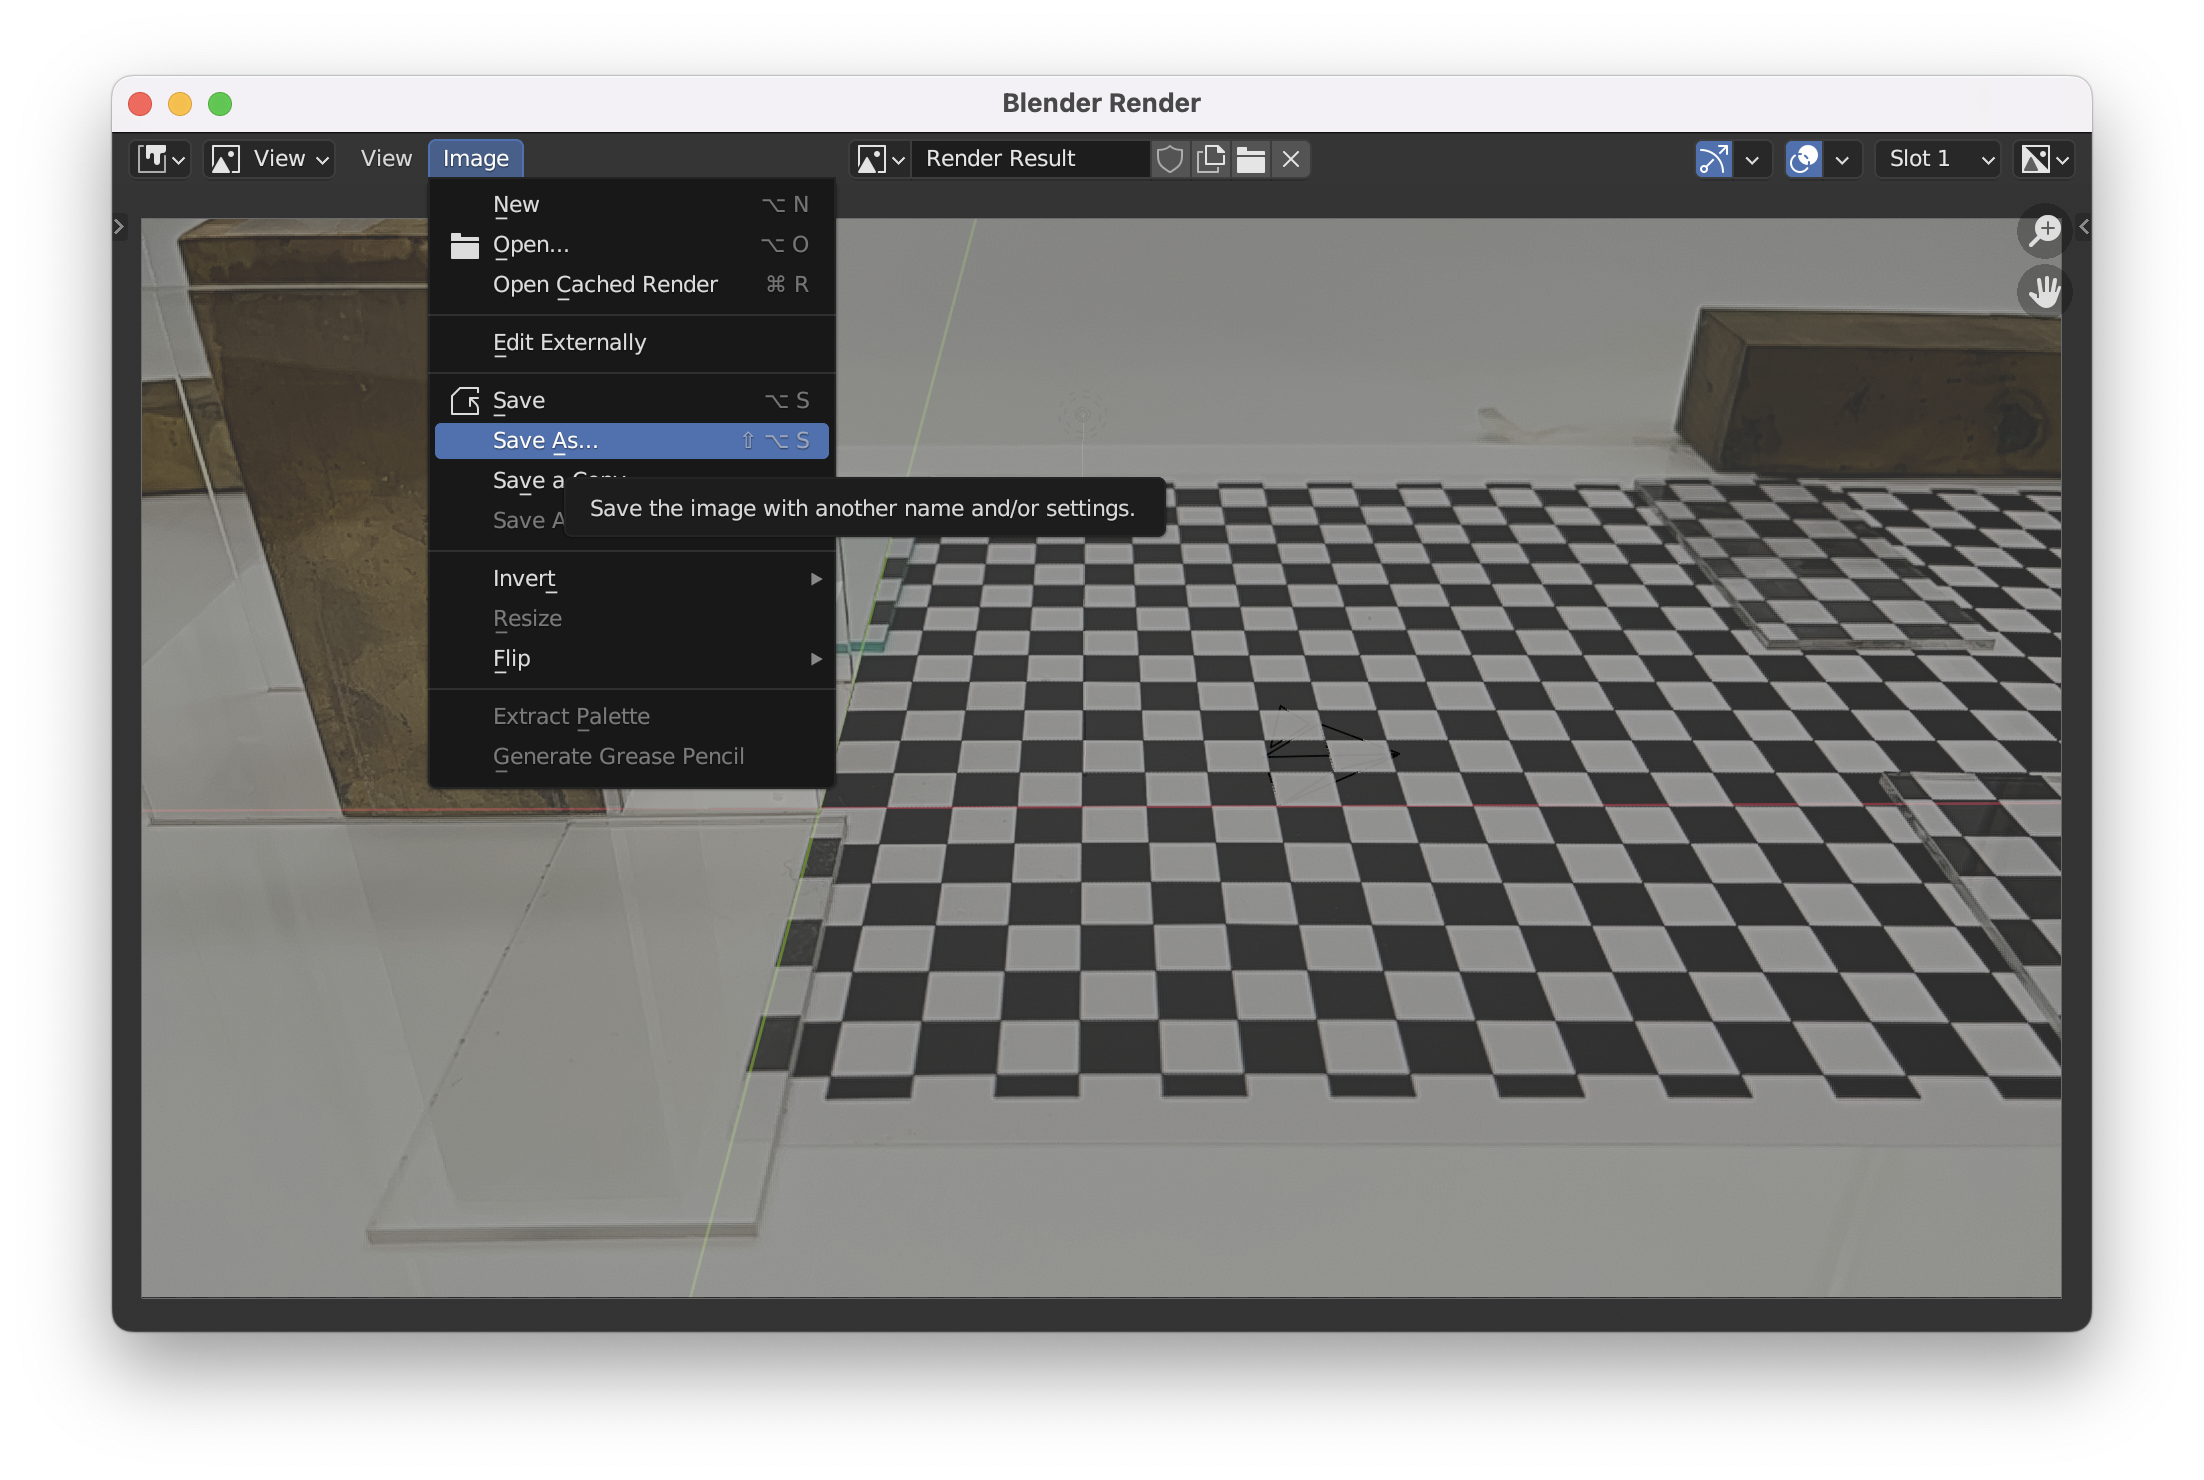 Blender Render
View View Image Render Result Slot 1
New ⌥ N
Open... ⌥ O
Open Cached Render ⌘ R
Edit Externally
Save ⌥ S
Save As... ⇧ ⌥ S
Save a
Save the image with another name and/or settings.
Save
Invert
Resize
Flip
Extract Palette
Generate Grease Pencil